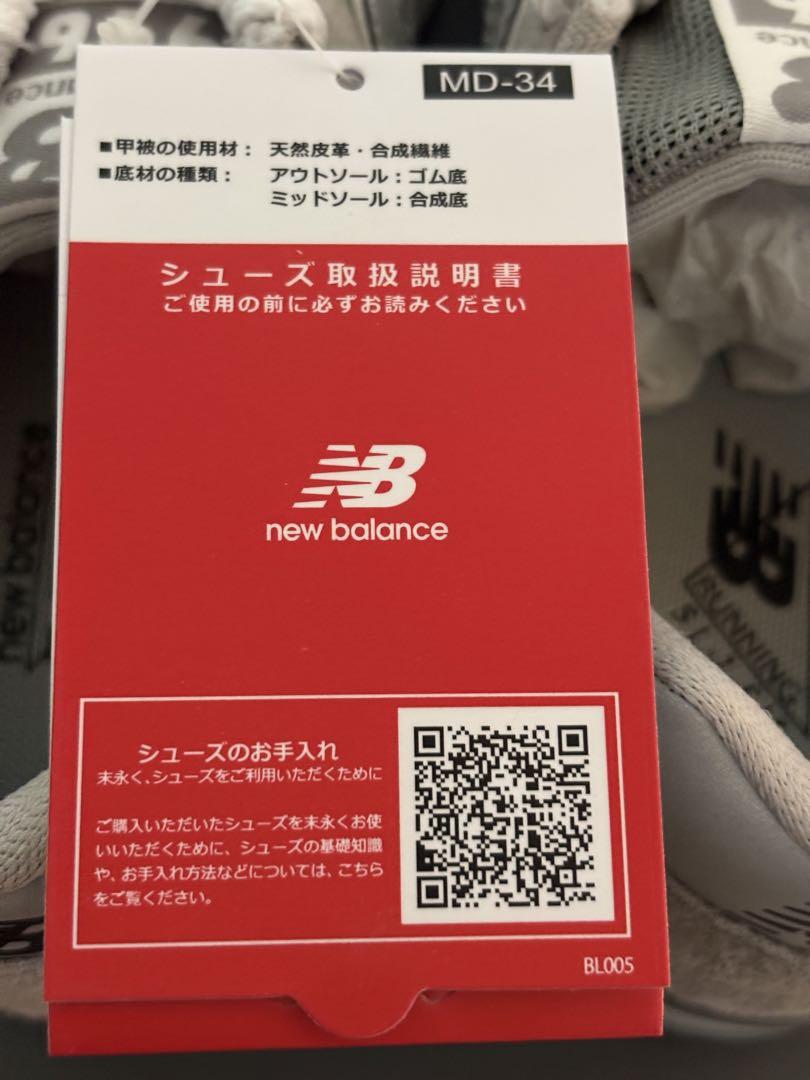 MD-34
■甲被の使用材： 天然皮革・合成繊維
■底材の種類： アウトソール：ゴム底
ミッドソール：合成底
シューズ取扱説明書
ご使用の前に必ずお読みください
NB
new balance
シューズのお手入れ
末永く、シューズをご利用いただくために
ご購入いただいたシューズを末永くお使
いいただくために、シューズの基礎知識
や、お手入れ方法などについては、こちら
をご覧ください。
BL005
new balance
RUNNING